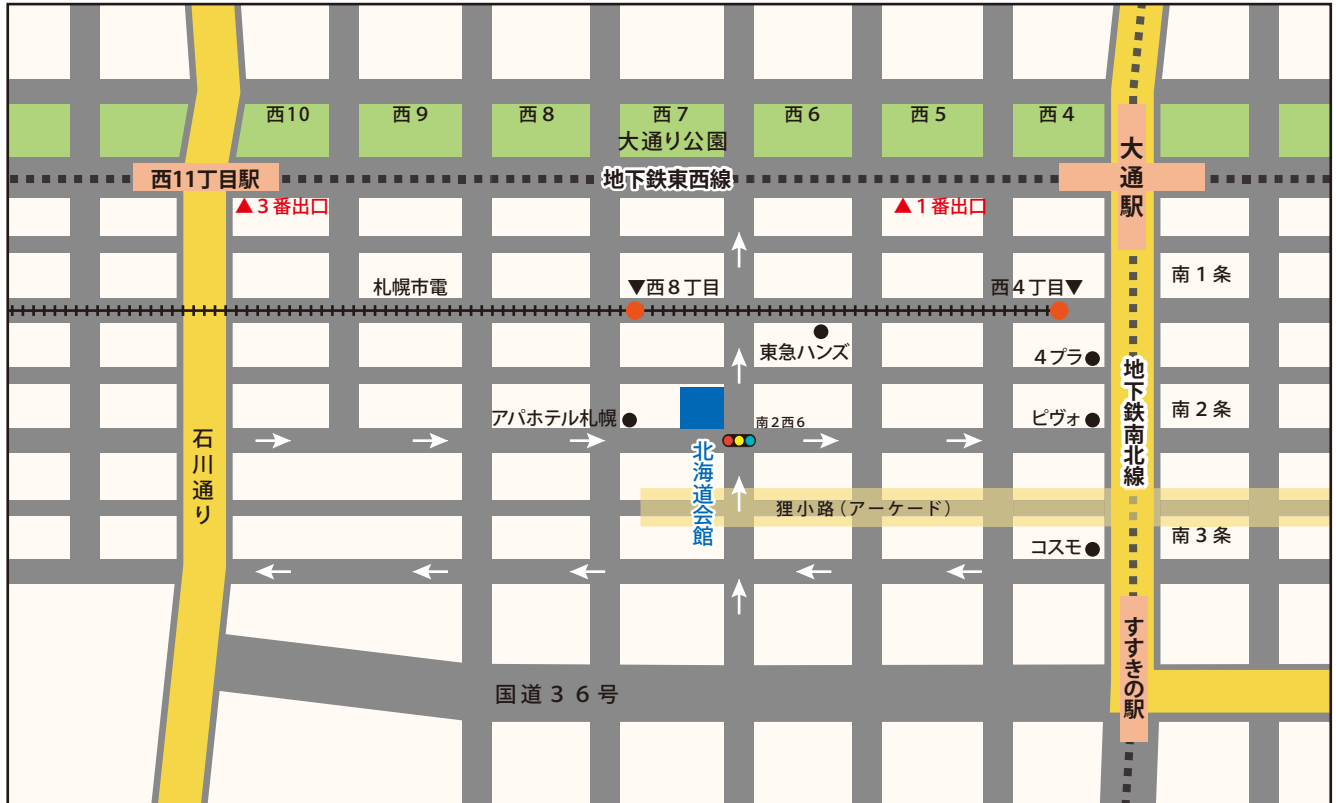 西10
西9
西8
西7
西6
西5
西4
大通り公園
大通駅
西11丁目駅
地下鉄東西線
▲3番出口
▲1番出口
札幌市電
▼西8丁目
西4丁目▼
南1条
東急ハンズ
4プラ
地下鉄南北線
アパホテル札幌
南2西6
ピヴォ
南2条
石川通り
北海道会館
狸小路(アーケード)
コスモ
南3条
すすきの駅
国道36号